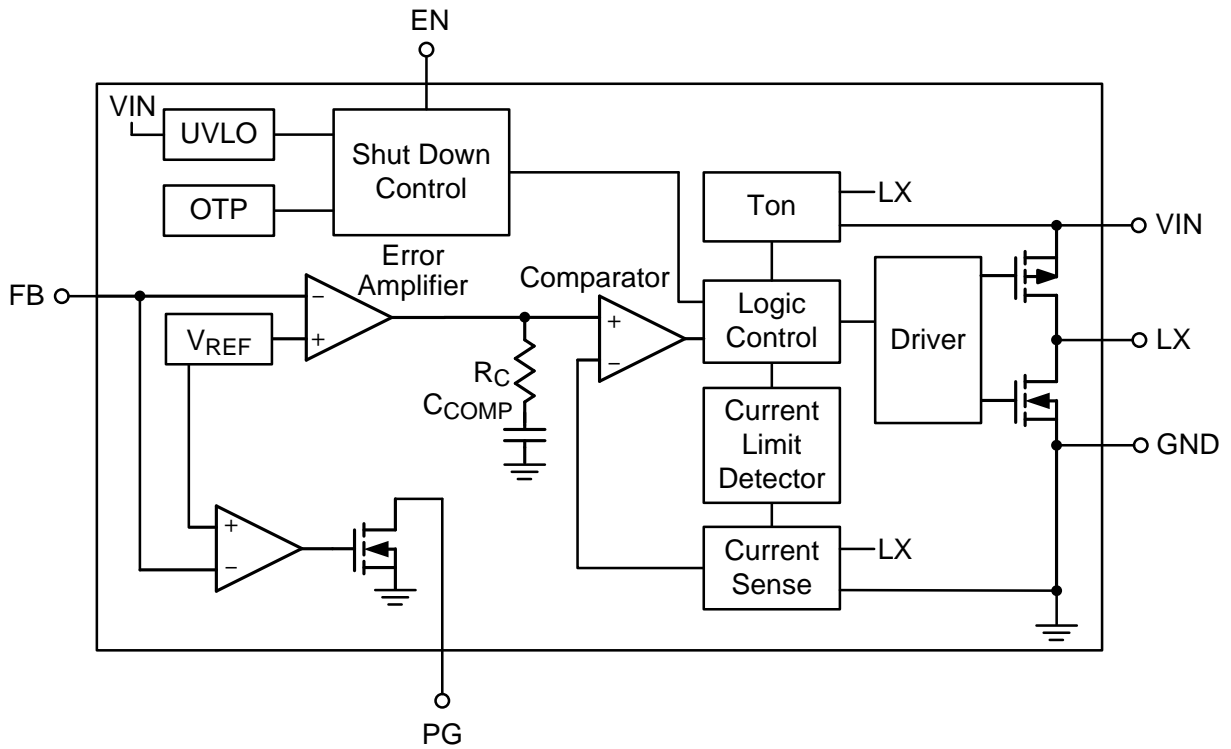 EN
VIN
UVLO
Shut Down
Control
OTP
Ton
LX
VIN
Error
Amplifier
Comparator
FB
−
+
VREF
+
−
Logic
Control
Driver
LX
RC
CCOMP
Current
Limit
Detector
GND
+
−
Current
Sense
LX
PG